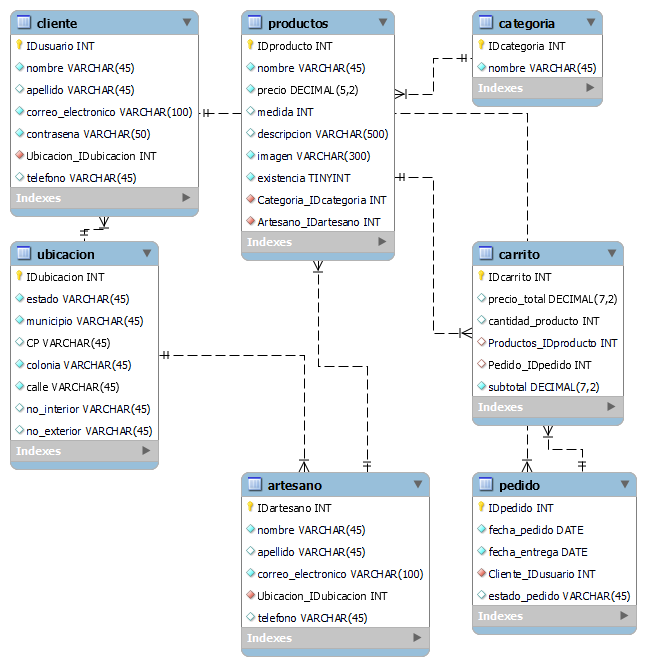 cliente
IDusuario INT
nombre VARCHAR(45)
apellido VARCHAR(45)
correo_electronico VARCHAR(100)
contrasena VARCHAR(50)
Ubicacion_IDubicacion INT
telefono VARCHAR(45)
Indexes
productos
IDproducto INT
nombre VARCHAR(45)
precio DECIMAL(5,2)
medida INT
descripcion VARCHAR(500)
imagen VARCHAR(300)
existencia TINYINT
Categoria_IDcategoria INT
Artesano_IDartesano INT
Indexes
categoria
IDcategoria INT
nombre VARCHAR(45)
Indexes
ubicacion
IDubicacion INT
estado VARCHAR(45)
municipio VARCHAR(45)
CP VARCHAR(45)
colonia VARCHAR(45)
calle VARCHAR(45)
no_interior VARCHAR(45)
no_exterior VARCHAR(45)
Indexes
carrito
IDcarrito INT
precio_total DECIMAL(7,2)
cantidad_producto INT
Productos_IDproducto INT
Pedido_IDpedido INT
subtotal DECIMAL(7,2)
Indexes
artesano
IDartesano INT
nombre VARCHAR(45)
apellido VARCHAR(45)
correo_electronico VARCHAR(100)
Ubicacion_IDubicacion INT
telefono VARCHAR(45)
Indexes
pedido
IDpedido INT
fecha_pedido DATE
fecha_entrega DATE
Cliente_IDusuario INT
estado_pedido VARCHAR(45)
Indexes